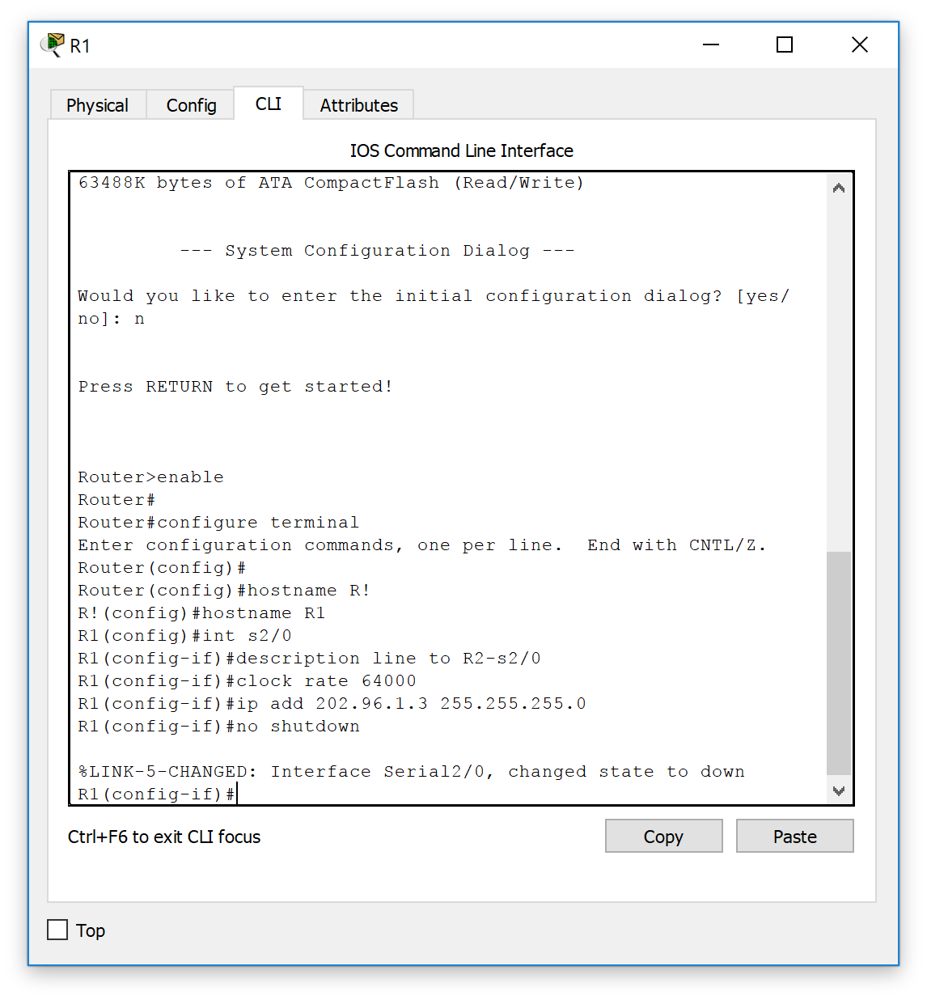 R1
Physical Config CLI Attributes
IOS Command Line Interface
63488K bytes of ATA CompactFlash (Read/Write)
--- System Configuration Dialog ---
Would you like to enter the initial configuration dialog? [yes/
no]: n
Press RETURN to get started!
Router>enable
Router#
Router#configure terminal
Enter configuration commands, one per line.  End with CNTL/Z.
Router(config)#
Router(config)#hostname R!
R!(config)#hostname R1
R1(config)#int s2/0
R1(config-if)#description line to R2-s2/0
R1(config-if)#clock rate 64000
R1(config-if)#ip add 202.96.1.3 255.255.255.0
R1(config-if)#no shutdown
%LINK-5-CHANGED: Interface Serial2/0, changed state to down
R1(config-if)#
Ctrl+F6 to exit CLI focus Copy Paste
Top